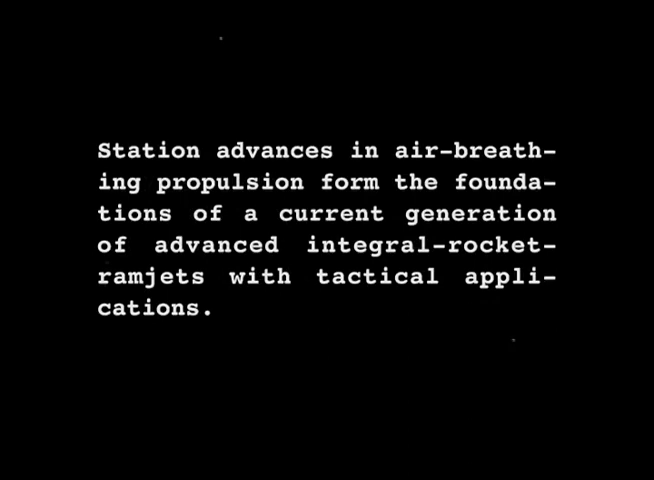 Station advances in air-breath-
ing propulsion form the founda-
tions of a current generation
of advanced integral-rocket-
ramjets with tactical appli-
cations.